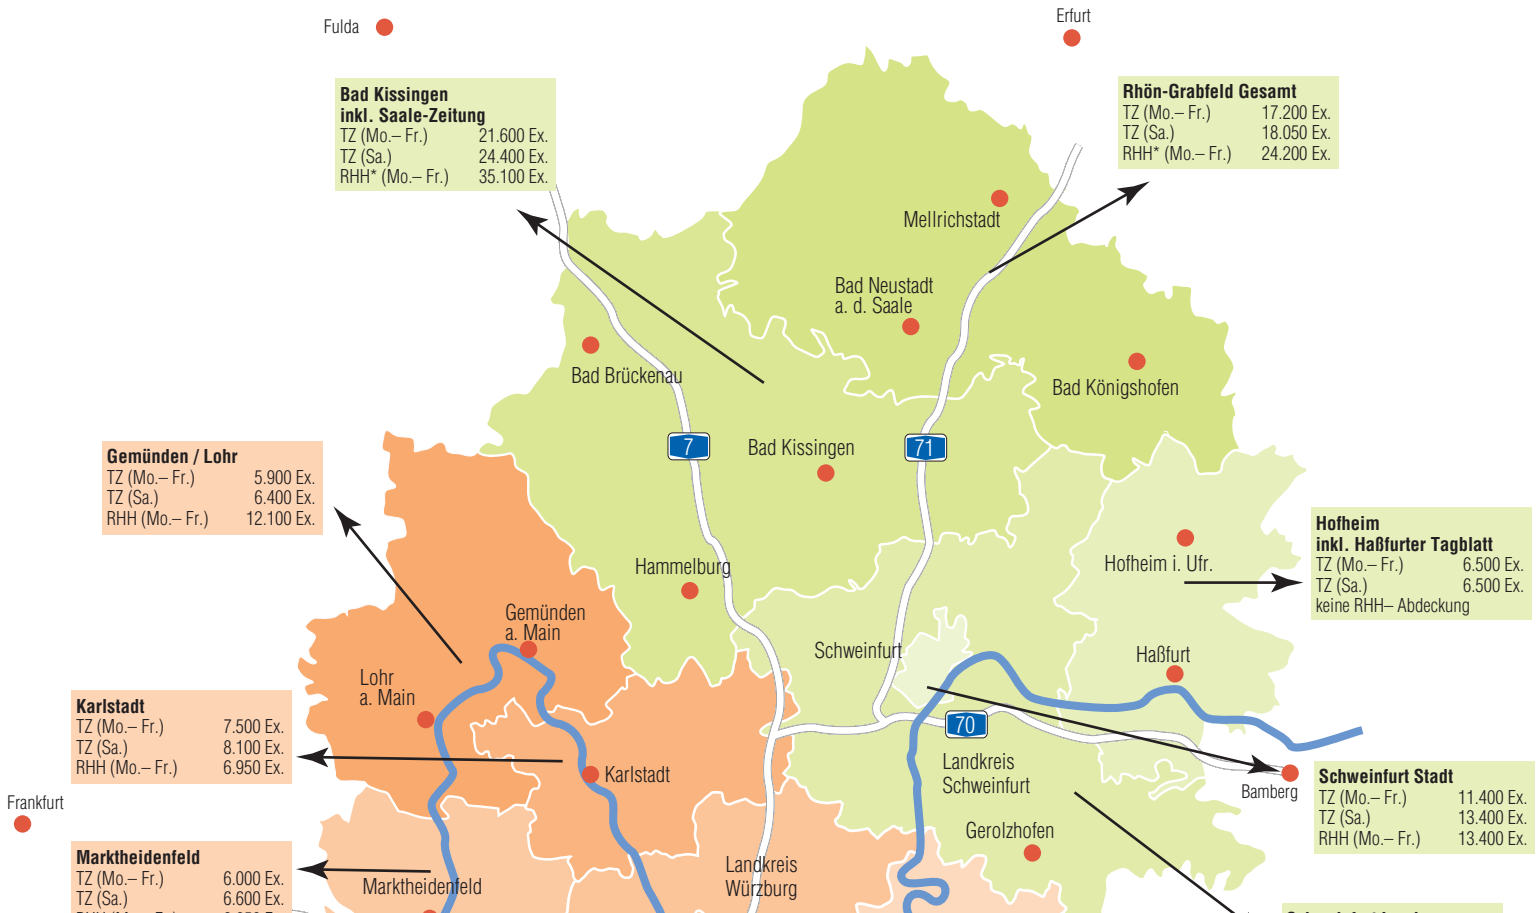 Fulda
Erfurt
Bad Kissingen
inkl. Saale-Zeitung
TZ (Mo.– Fr.) 21.600 Ex.
TZ (Sa.) 24.400 Ex.
RHH* (Mo.– Fr.) 35.100 Ex.
Rhön-Grabfeld Gesamt
TZ (Mo.– Fr.) 17.200 Ex.
TZ (Sa.) 18.050 Ex.
RHH* (Mo.– Fr.) 24.200 Ex.
Mellrichstadt
Bad Neustadt
a. d. Saale
Bad Brückenau
Bad Königshofen
7
Bad Kissingen
71
Gemünden / Lohr
TZ (Mo.– Fr.) 5.900 Ex.
TZ (Sa.) 6.400 Ex.
RHH (Mo.– Fr.) 12.100 Ex.
Hofheim
inkl. Haßfurter Tagblatt
TZ (Mo.– Fr.) 6.500 Ex.
TZ (Sa.) 6.500 Ex.
keine RHH– Abdeckung
Hofheim i. Ufr.
Hammelburg
Gemünden
a. Main
Schweinfurt
Haßfurt
Lohr
a. Main
Karlstadt
TZ (Mo.– Fr.) 7.500 Ex.
TZ (Sa.) 8.100 Ex.
RHH (Mo.– Fr.) 6.950 Ex.
70
Karlstadt
Landkreis
Schweinfurt
Bamberg
Schweinfurt Stadt
TZ (Mo.– Fr.) 11.400 Ex.
TZ (Sa.) 13.400 Ex.
RHH (Mo.– Fr.) 13.400 Ex.
Frankfurt
Gerolzhofen
Marktheidenfeld
TZ (Mo.– Fr.) 6.000 Ex.
TZ (Sa.) 6.600 Ex.
Marktheidenfeld
Landkreis
Würzburg